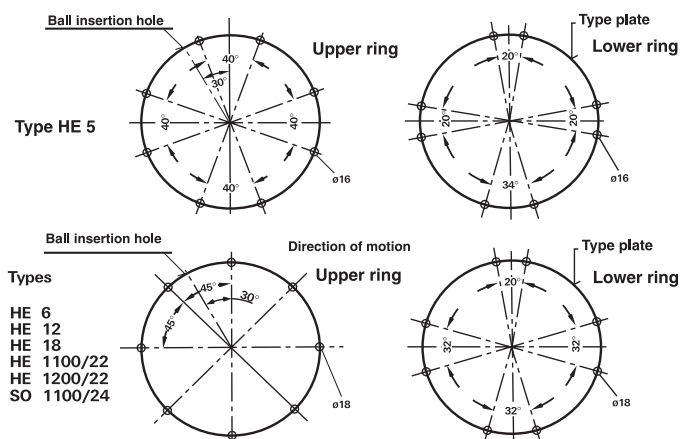 Ball insertion hole
Type plate
Upper ring
Lower ring
40°
30°
20°
Type HE 5
40°
40°
20°
20°
40°
34°
ø16
ø16
Ball insertion hole
Direction of motion
Type plate
Upper ring
Lower ring
Types
45°
30°
45°
20°
HE 6
HE 12
HE 18
HE 1100/22
HE 1200/22
SO 1100/24
32°
32°
32°
ø18
ø18